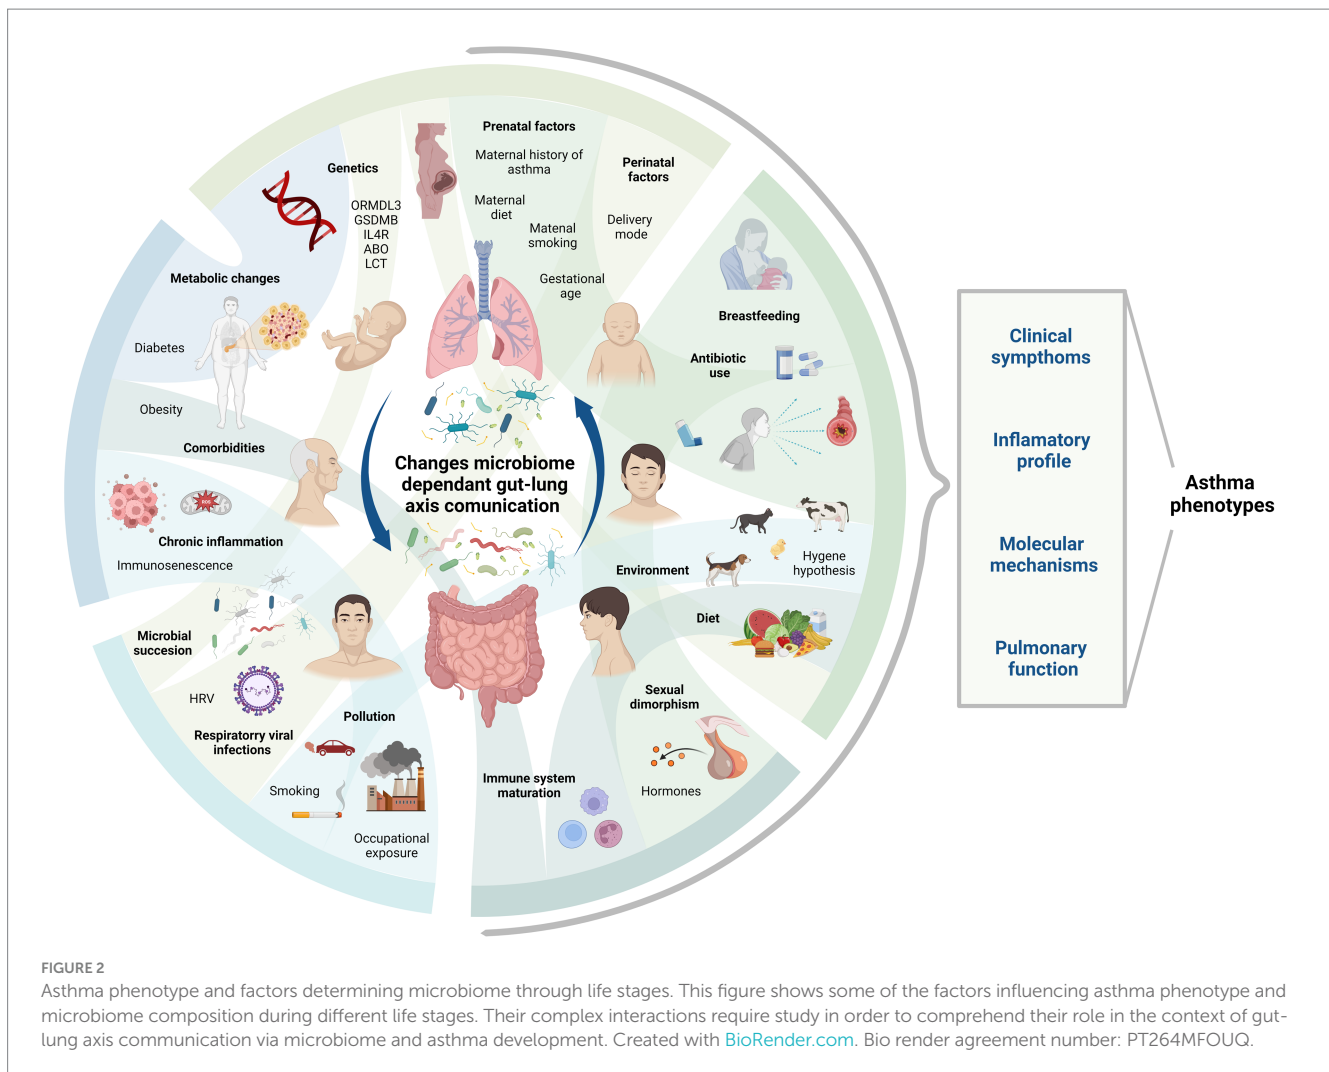 Prenatal factors
Maternal history of
asthma
Maternal
diet
Matenal
smoking
Gestational
age
Perinatal
factors
Delivery
mode
Genetics
ORMDL3
GSDMB
IL4R
ABO
LCT
Metabolic changes
Diabetes
Obesity
Comorbidities
ROS
Chronic inflammation
Immunosenescence
Microbial
succesion
HRV
Respiratorry viral
infections
Pollution
Smoking
Occupational
exposure
Changes microbiome
dependant gut-lung
axis comunication
Breastfeeding
Antibiotic
use
Environment
Hygene
hypothesis
Diet
Sexual
dimorphism
Hormones
Immune system
maturation
Clinical
sympthoms
Inflamatory
profile
Molecular
mechanisms
Pulmonary
function
Asthma
phenotypes
FIGURE 2
Asthma phenotype and factors determining microbiome through life stages. This figure shows some of the factors influencing asthma phenotype and
microbiome composition during different life stages. Their complex interactions require study in order to comprehend their role in the context of gut-
lung axis communication via microbiome and asthma development. Created with BioRender.com. Bio render agreement number: PT264MFOUQ.